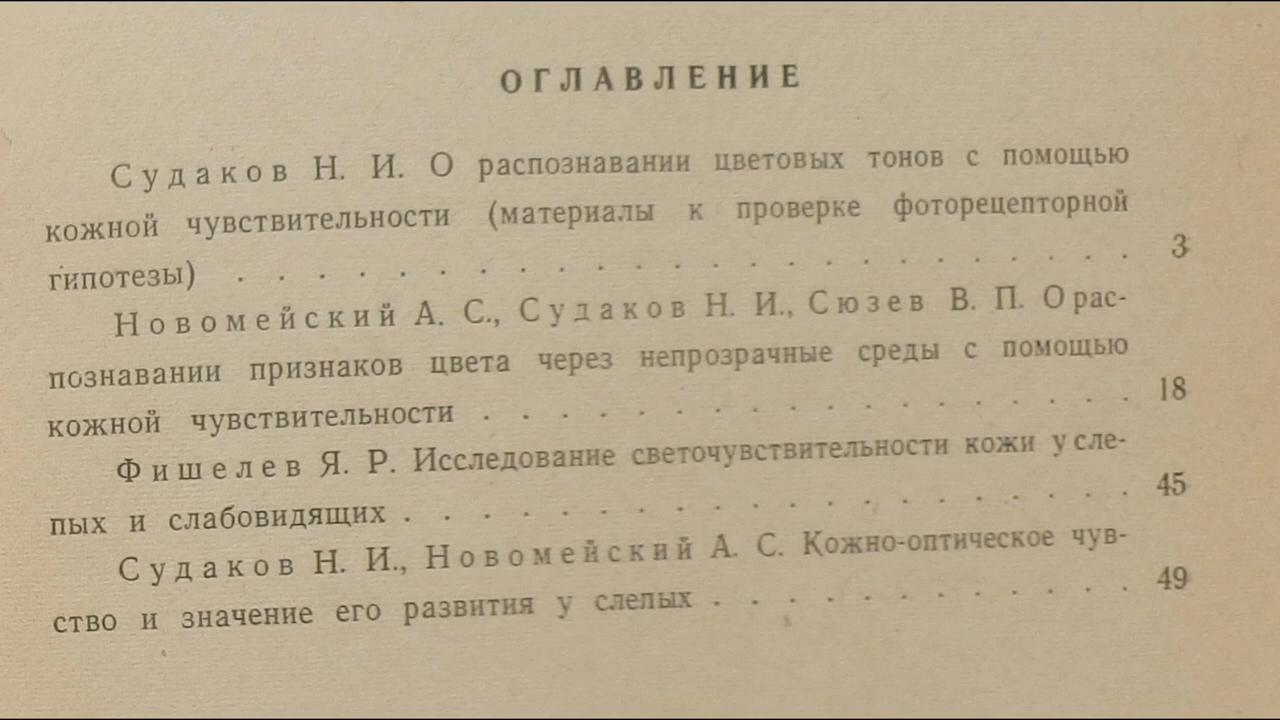 ОГЛАВЛЕНИЕ
Судаков Н. И. О распознавании цветовых тонов с помощью
кожной чувствительности (материалы к проверке фоторецепторной
гипотезы) . . . . . . . . . . . . . . . . . . . . . . . 3
Новомейский А. С., Судаков Н. И., Сюзев В. П. О рас-
познавании признаков цвета через непрозрачные среды с помощью
кожной чувствительности . . . . . . . . . . . . . . . . . 18
Фишелев Я. Р. Исследование светочувствительности кожи у сле-
пых и слабовидящих . . . . . . . . . . . . . . . . . . . 45
Судаков Н. И., Новомейский А. С. Кожно-оптическое чув-
ство и значение его развития у слепых . . . . . . . . . . . 49